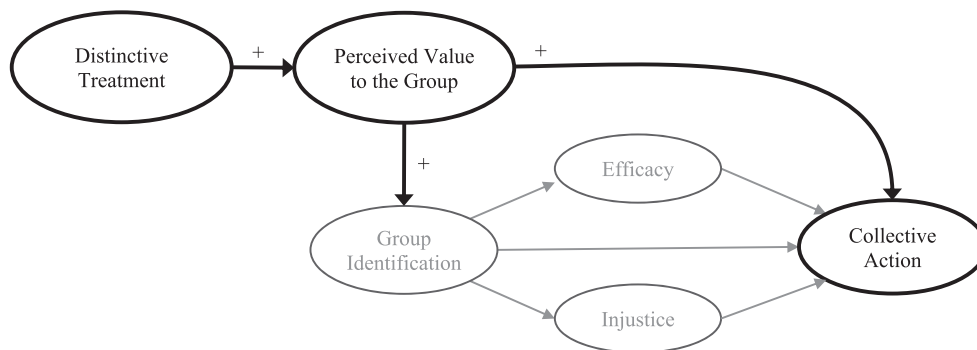 Distinctive
Treatment
+
Perceived Value
to the Group
+
+
Efficacy
Group
Identification
Collective
Action
Injustice